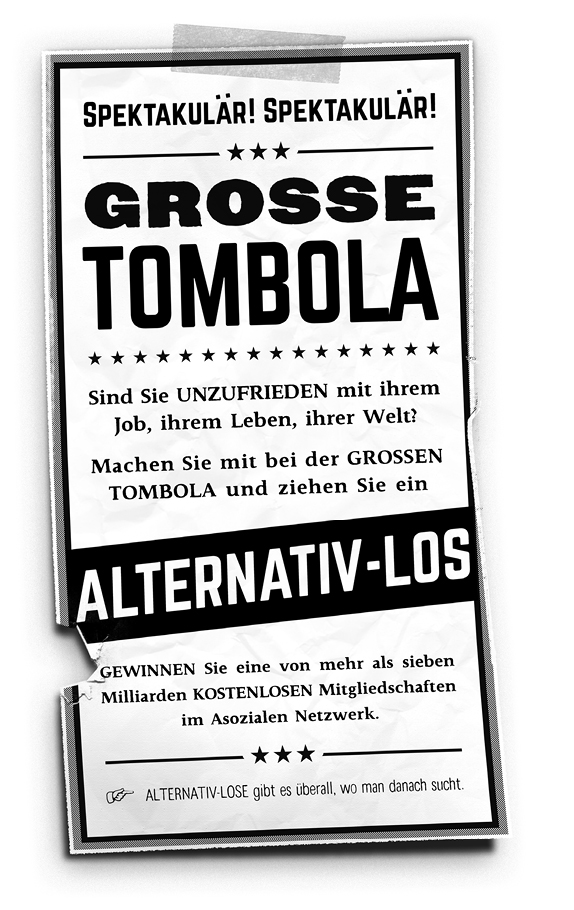 SPEKTAKULÄR! SPEKTAKULÄR!
GROSSE
TOMBOLA
Sind Sie UNZUFRIEDEN mit ihrem
Job, ihrem Leben, ihrer Welt?
Machen Sie mit bei der GROSSEN
TOMBOLA und ziehen Sie ein
ALTERNATIV-LOS
GEWINNEN Sie eine von mehr als sieben
Milliarden KOSTENLOSEN Mitgliedschaften
im Asozialen Netzwerk.
ALTERNATIV-LOSE gibt es überall, wo man danach sucht.